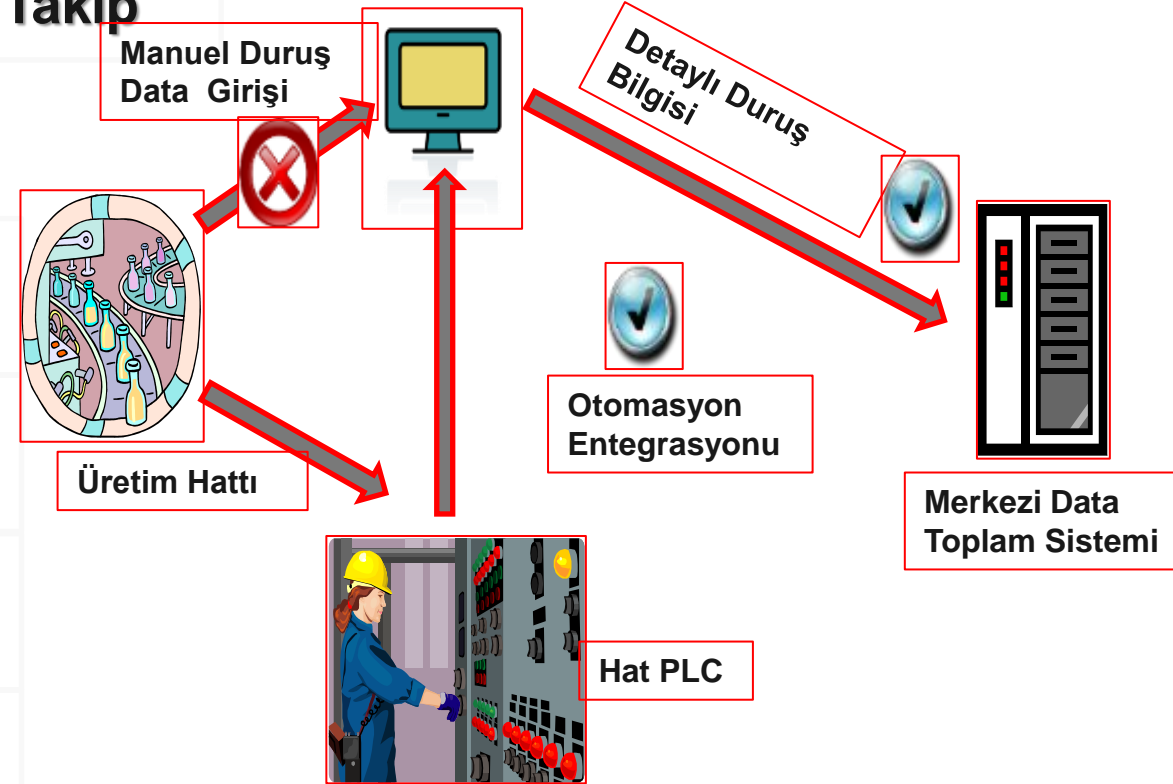 Takip
Manuel Duruş
Data Girişi
Detaylı Duruş
Bilgisi
Otomasyon
Entegrasyonu
Üretim Hattı
Merkezi Data
Toplam Sistemi
Hat PLC